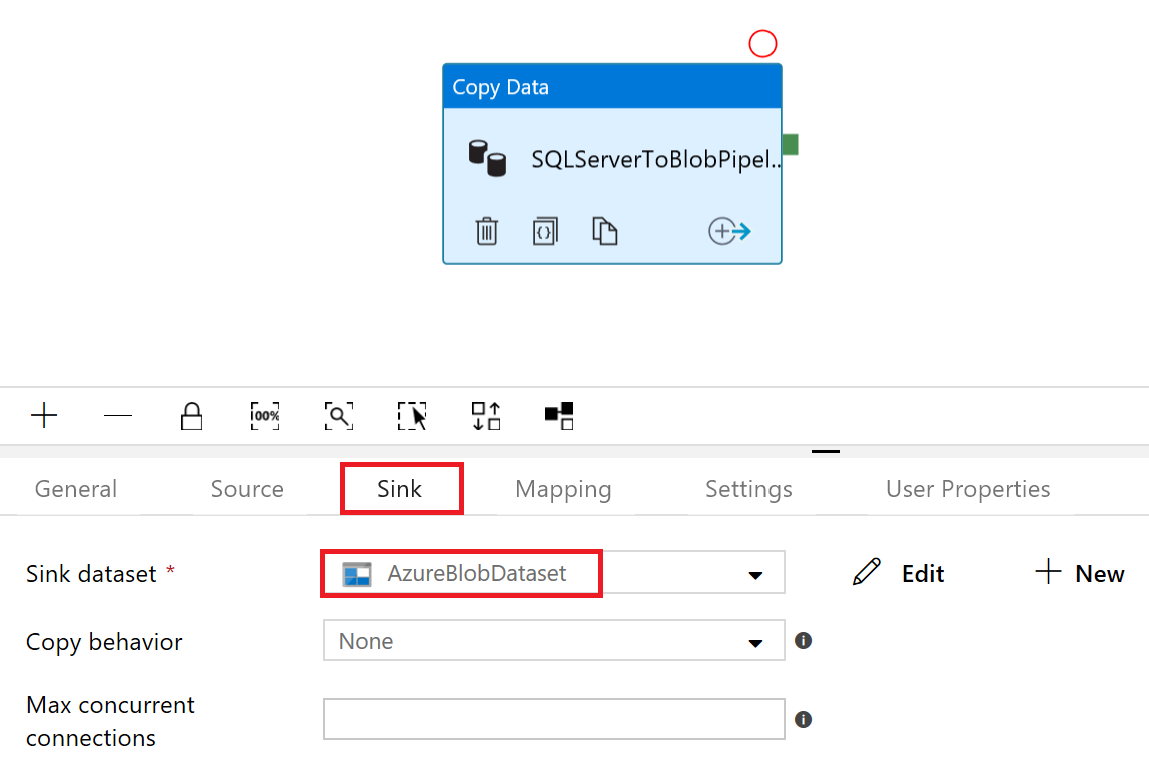 Copy Data
SQLServerToBlobPipel..
{}
00%
General Source Sink Mapping Settings User Properties
Sink dataset * AzureBlobDataset Edit New
Copy behavior None
Max concurrent
connections